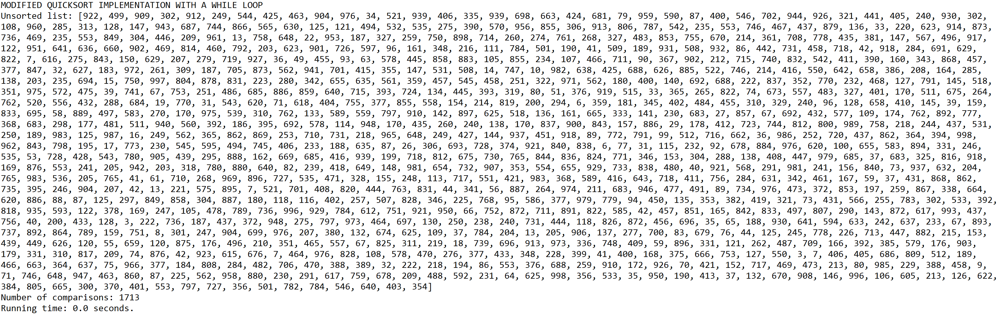 MODIFIED QUICKSORT IMPLEMENTATION WITH A WHILE LOOP
Unsorted list: [922, 499, 909, 302, 912, 249, 544, 425, 463, 904, 976, 34, 521, 939, 406, 335, 939, 698, 663, 424, 681, 79, 959, 590, 87, 400, 546, 702, 944, 926, 321, 441, 405, 240, 930, 302,
108, 960, 285, 313, 128, 147, 943, 687, 744, 866, 565, 630, 125, 121, 494, 532, 535, 275, 390, 570, 956, 855, 306, 913, 806, 787, 542, 235, 553, 746, 467, 437, 879, 136, 33, 220, 623, 914, 873,
736, 469, 235, 553, 849, 304, 446, 209, 961, 13, 758, 648, 22, 953, 187, 327, 259, 750, 898, 714, 260, 274, 761, 268, 327, 483, 853, 755, 670, 214, 361, 708, 778, 435, 381, 147, 567, 496, 917,
122, 951, 641, 636, 660, 902, 469, 814, 460, 792, 203, 623, 901, 726, 597, 96, 161, 348, 216, 111, 784, 501, 190, 41, 509, 189, 931, 508, 932, 86, 442, 731, 458, 718, 42, 918, 284, 691, 629,
822, 7, 616, 275, 843, 150, 629, 207, 279, 719, 927, 36, 49, 455, 93, 63, 578, 445, 858, 883, 105, 855, 234, 107, 466, 711, 90, 367, 902, 212, 715, 740, 832, 542, 411, 390, 160, 343, 868, 457,
377, 847, 32, 627, 183, 972, 261, 309, 187, 705, 873, 562, 941, 701, 415, 355, 147, 531, 508, 14, 747, 10, 982, 638, 425, 688, 626, 885, 522, 746, 214, 416, 550, 642, 658, 386, 208, 164, 285,
138, 203, 235, 694, 15, 750, 997, 804, 878, 831, 223, 280, 342, 655, 635, 561, 359, 457, 545, 458, 251, 322, 971, 562, 180, 400, 140, 692, 688, 222, 837, 352, 770, 232, 468, 127, 791, 145, 518,
351, 975, 572, 475, 39, 741, 67, 753, 251, 486, 685, 886, 859, 640, 715, 393, 724, 134, 445, 393, 319, 80, 51, 376, 919, 515, 33, 365, 265, 822, 74, 673, 557, 483, 327, 401, 170, 511, 675, 264,
762, 520, 556, 432, 288, 684, 19, 770, 31, 543, 620, 71, 618, 404, 755, 377, 855, 558, 154, 214, 819, 200, 294, 6, 359, 181, 345, 402, 484, 455, 310, 329, 240, 96, 128, 658, 410, 145, 39, 159,
833, 695, 58, 889, 497, 583, 270, 170, 975, 539, 310, 762, 133, 589, 559, 797, 910, 142, 897, 625, 518, 136, 161, 665, 333, 141, 230, 683, 27, 857, 67, 692, 432, 577, 109, 174, 762, 892, 777,
368, 683, 298, 177, 481, 511, 940, 560, 392, 186, 395, 692, 578, 114, 948, 170, 435, 260, 240, 138, 170, 837, 900, 843, 157, 886, 29, 178, 412, 723, 744, 812, 800, 989, 758, 218, 244, 437, 531,
250, 189, 983, 125, 987, 16, 249, 562, 365, 862, 869, 253, 710, 731, 218, 965, 648, 249, 427, 144, 937, 451, 918, 89, 772, 791, 99, 512, 716, 662, 36, 986, 252, 720, 437, 862, 364, 394, 998,
962, 843, 798, 195, 17, 773, 230, 545, 595, 494, 745, 406, 233, 188, 635, 87, 26, 306, 693, 728, 374, 921, 840, 838, 6, 77, 31, 115, 232, 92, 678, 884, 976, 620, 100, 655, 583, 894, 331, 246,
535, 53, 728, 428, 543, 780, 905, 439, 295, 888, 162, 669, 685, 416, 939, 199, 718, 812, 675, 730, 765, 844, 836, 824, 771, 346, 153, 304, 288, 138, 408, 447, 979, 685, 37, 683, 325, 816, 918,
169, 876, 553, 241, 205, 942, 203, 318, 780, 880, 640, 82, 239, 418, 649, 148, 981, 654, 732, 907, 353, 554, 655, 929, 733, 838, 480, 40, 921, 568, 291, 981, 241, 156, 840, 73, 937, 632, 204,
765, 983, 536, 205, 765, 41, 61, 710, 268, 969, 896, 727, 535, 471, 328, 155, 248, 113, 717, 551, 421, 983, 368, 589, 416, 643, 718, 411, 756, 284, 631, 342, 461, 167, 59, 37, 431, 868, 862,
735, 395, 246, 904, 207, 42, 13, 221, 575, 895, 7, 521, 701, 408, 820, 444, 763, 831, 44, 341, 56, 887, 264, 974, 211, 683, 946, 477, 491, 89, 734, 976, 473, 372, 853, 197, 259, 867, 338, 664,
620, 886, 88, 87, 125, 297, 849, 858, 304, 887, 180, 118, 116, 402, 257, 507, 828, 346, 225, 768, 95, 586, 377, 979, 779, 94, 450, 135, 353, 382, 419, 321, 73, 431, 566, 255, 783, 302, 533, 392,
818, 935, 593, 122, 378, 169, 247, 105, 478, 789, 736, 996, 929, 784, 612, 751, 921, 950, 66, 752, 872, 711, 891, 822, 585, 42, 457, 851, 165, 842, 833, 497, 807, 290, 143, 872, 617, 993, 437,
756, 40, 200, 433, 128, 3, 222, 736, 187, 437, 372, 948, 275, 797, 973, 464, 697, 130, 250, 238, 240, 731, 444, 118, 826, 872, 456, 696, 35, 65, 188, 930, 641, 594, 633, 242, 637, 233, 67, 893,
737, 892, 864, 789, 159, 751, 8, 301, 247, 904, 699, 976, 207, 380, 132, 674, 625, 109, 37, 784, 204, 13, 205, 906, 137, 277, 700, 83, 679, 76, 44, 125, 245, 778, 226, 713, 447, 882, 215, 153,
439, 449, 626, 120, 55, 659, 120, 875, 176, 496, 210, 351, 465, 557, 67, 825, 311, 219, 18, 739, 696, 913, 973, 336, 748, 409, 59, 896, 331, 121, 262, 487, 709, 166, 392, 385, 579, 176, 903,
179, 331, 310, 817, 209, 74, 876, 42, 923, 615, 676, 7, 464, 976, 828, 108, 578, 470, 276, 377, 433, 348, 228, 399, 41, 400, 168, 375, 666, 753, 127, 550, 3, 7, 406, 405, 686, 809, 512, 189,
466, 663, 364, 637, 75, 966, 377, 184, 808, 284, 482, 706, 470, 388, 389, 32, 222, 218, 194, 86, 553, 376, 688, 259, 910, 172, 926, 70, 421, 152, 717, 469, 473, 213, 80, 985, 229, 388, 458, 9,
71, 746, 648, 947, 463, 860, 87, 225, 562, 958, 880, 230, 291, 617, 759, 678, 209, 488, 592, 231, 64, 625, 998, 356, 533, 35, 950, 190, 413, 37, 132, 670, 908, 146, 996, 106, 605, 213, 126, 622,
384, 805, 665, 300, 370, 401, 553, 797, 727, 356, 501, 782, 784, 546, 640, 403, 354]
Number of comparisons: 1713
Running time: 0.0 seconds.